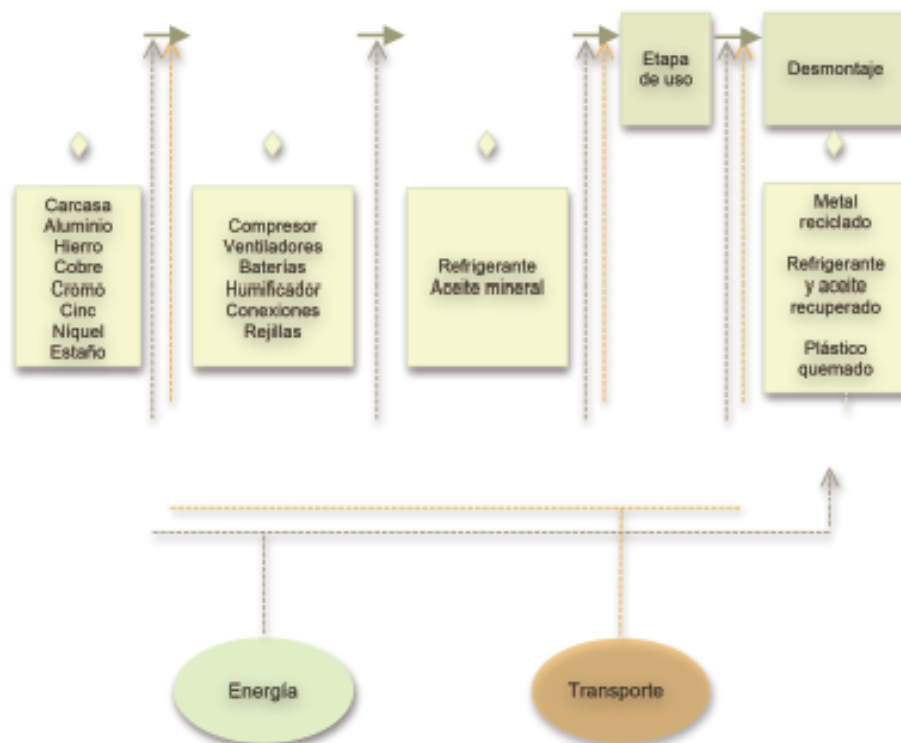 Etapa
de uso
Desmontaje
Carcasa
Aluminio
Hierro
Cobre
Cromo
Cinc
Níquel
Estaño
Compresor
Ventiladores
Baterías
Humificador
Conexiones
Rejillas
Refrigerante
Aceite mineral
Metal
reciclado
Refrigerante
y aceite
recuperado
Plástico
quemado
Energía
Transporte